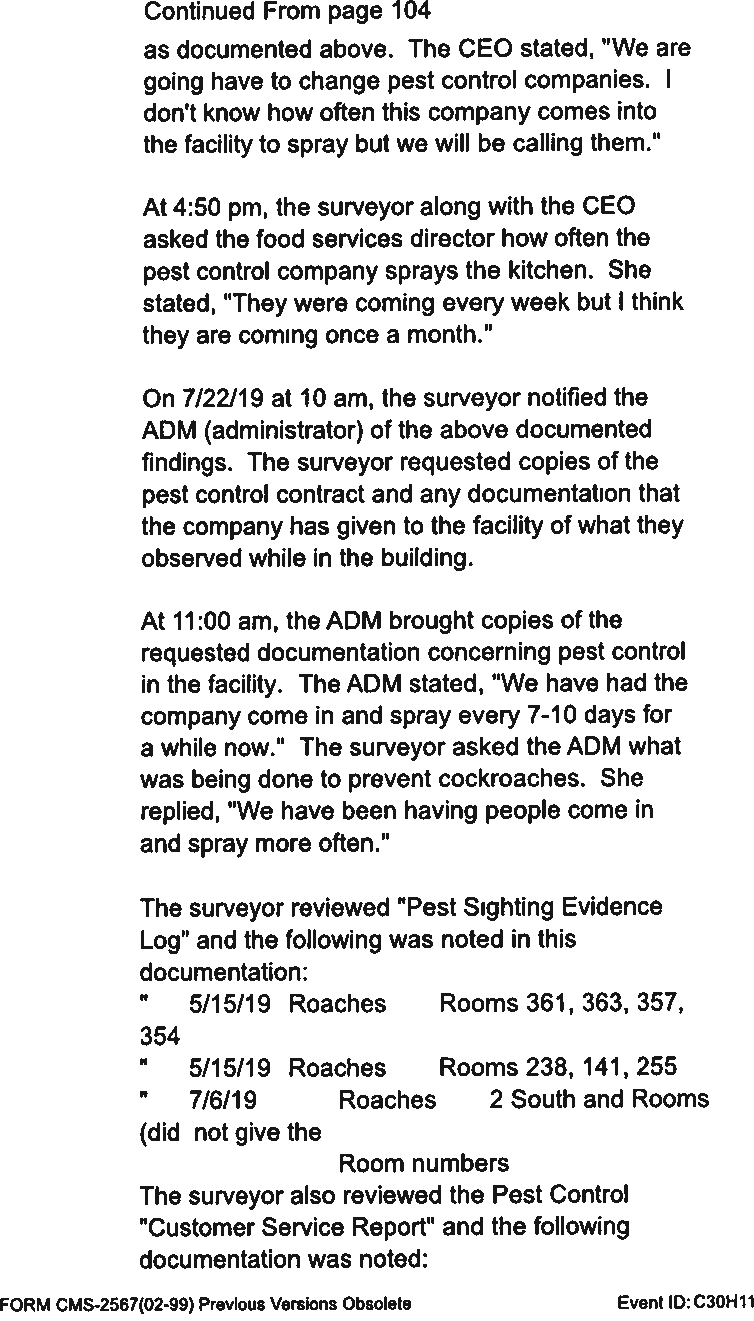 Continued From page 104
as documented above. The CEO stated, "We are
going have to change pest control companies. I
don't know how often this company comes into
the facility to spray but we will be calling them."
At 4:50 pm, the surveyor along with the CEO
asked the food services director how often the
pest control company sprays the kitchen. She
stated, "They were coming every week but I think
they are coming once a month."
On 7/22/19 at 10 am, the surveyor notified the
ADM (administrator) of the above documented
findings. The surveyor requested copies of the
pest control contract and any documentation that
the company has given to the facility of what they
observed while in the building.
At 11:00 am, the ADM brought copies of the
requested documentation concerning pest control
in the facility. The ADM stated, "We have had the
company come in and spray every 7-10 days for
a while now." The surveyor asked the ADM what
was being done to prevent cockroaches. She
replied, "We have been having people come in
and spray more often."
The surveyor reviewed "Pest Sighting Evidence
Log" and the following was noted in this
documentation:
" 5/15/19 Roaches Rooms 361, 363, 357,
354
" 5/15/19 Roaches Rooms 238, 141, 255
" 7/6/19 Roaches 2 South and Rooms
(did not give the
Room numbers
The surveyor also reviewed the Pest Control
"Customer Service Report" and the following
documentation was noted:
FORM CMS-2567(02-99) Previous Versions Obsolete Event ID: C30H11